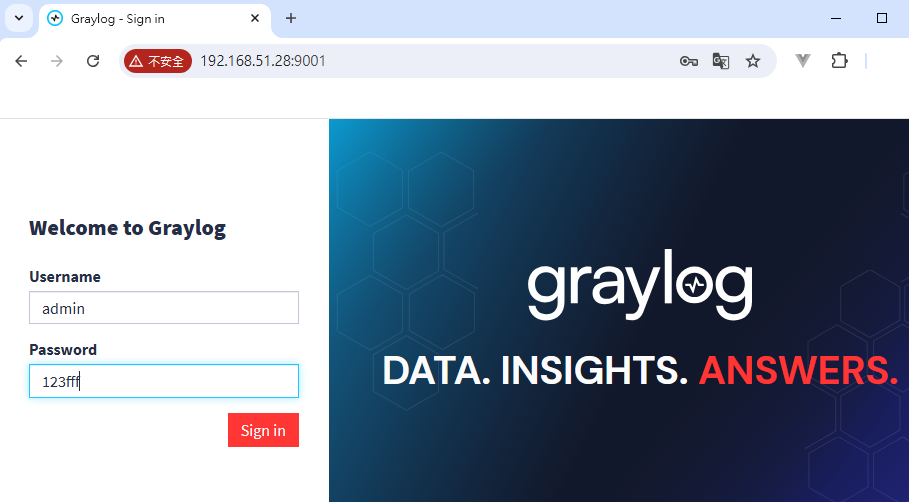 Graylog - Sign in
不安全
192.168.51.28:9001
Welcome to Graylog
Username
admin
Password
123fff
Sign in
graylog
DATA. INSIGHTS. ANSWERS.